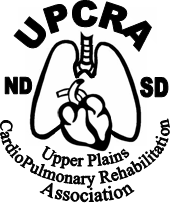 UPCRA
ND SD
Upper Plains
CardioPulmonary Rehabilitation
Association